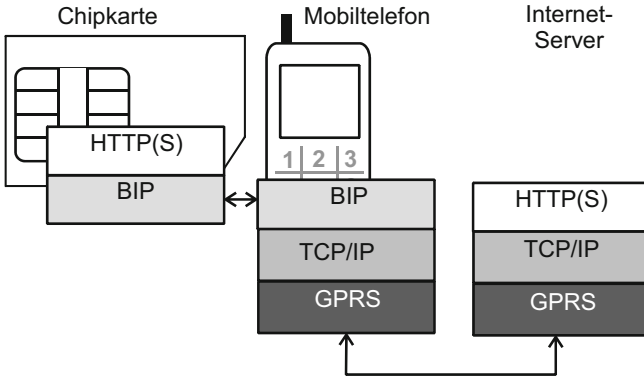 Chipkarte
Mobiltelefon
Internet-
Server
1 2 3
HTTP(S)
BIP
BIP
TCP/IP
GPRS
HTTP(S)
TCP/IP
GPRS